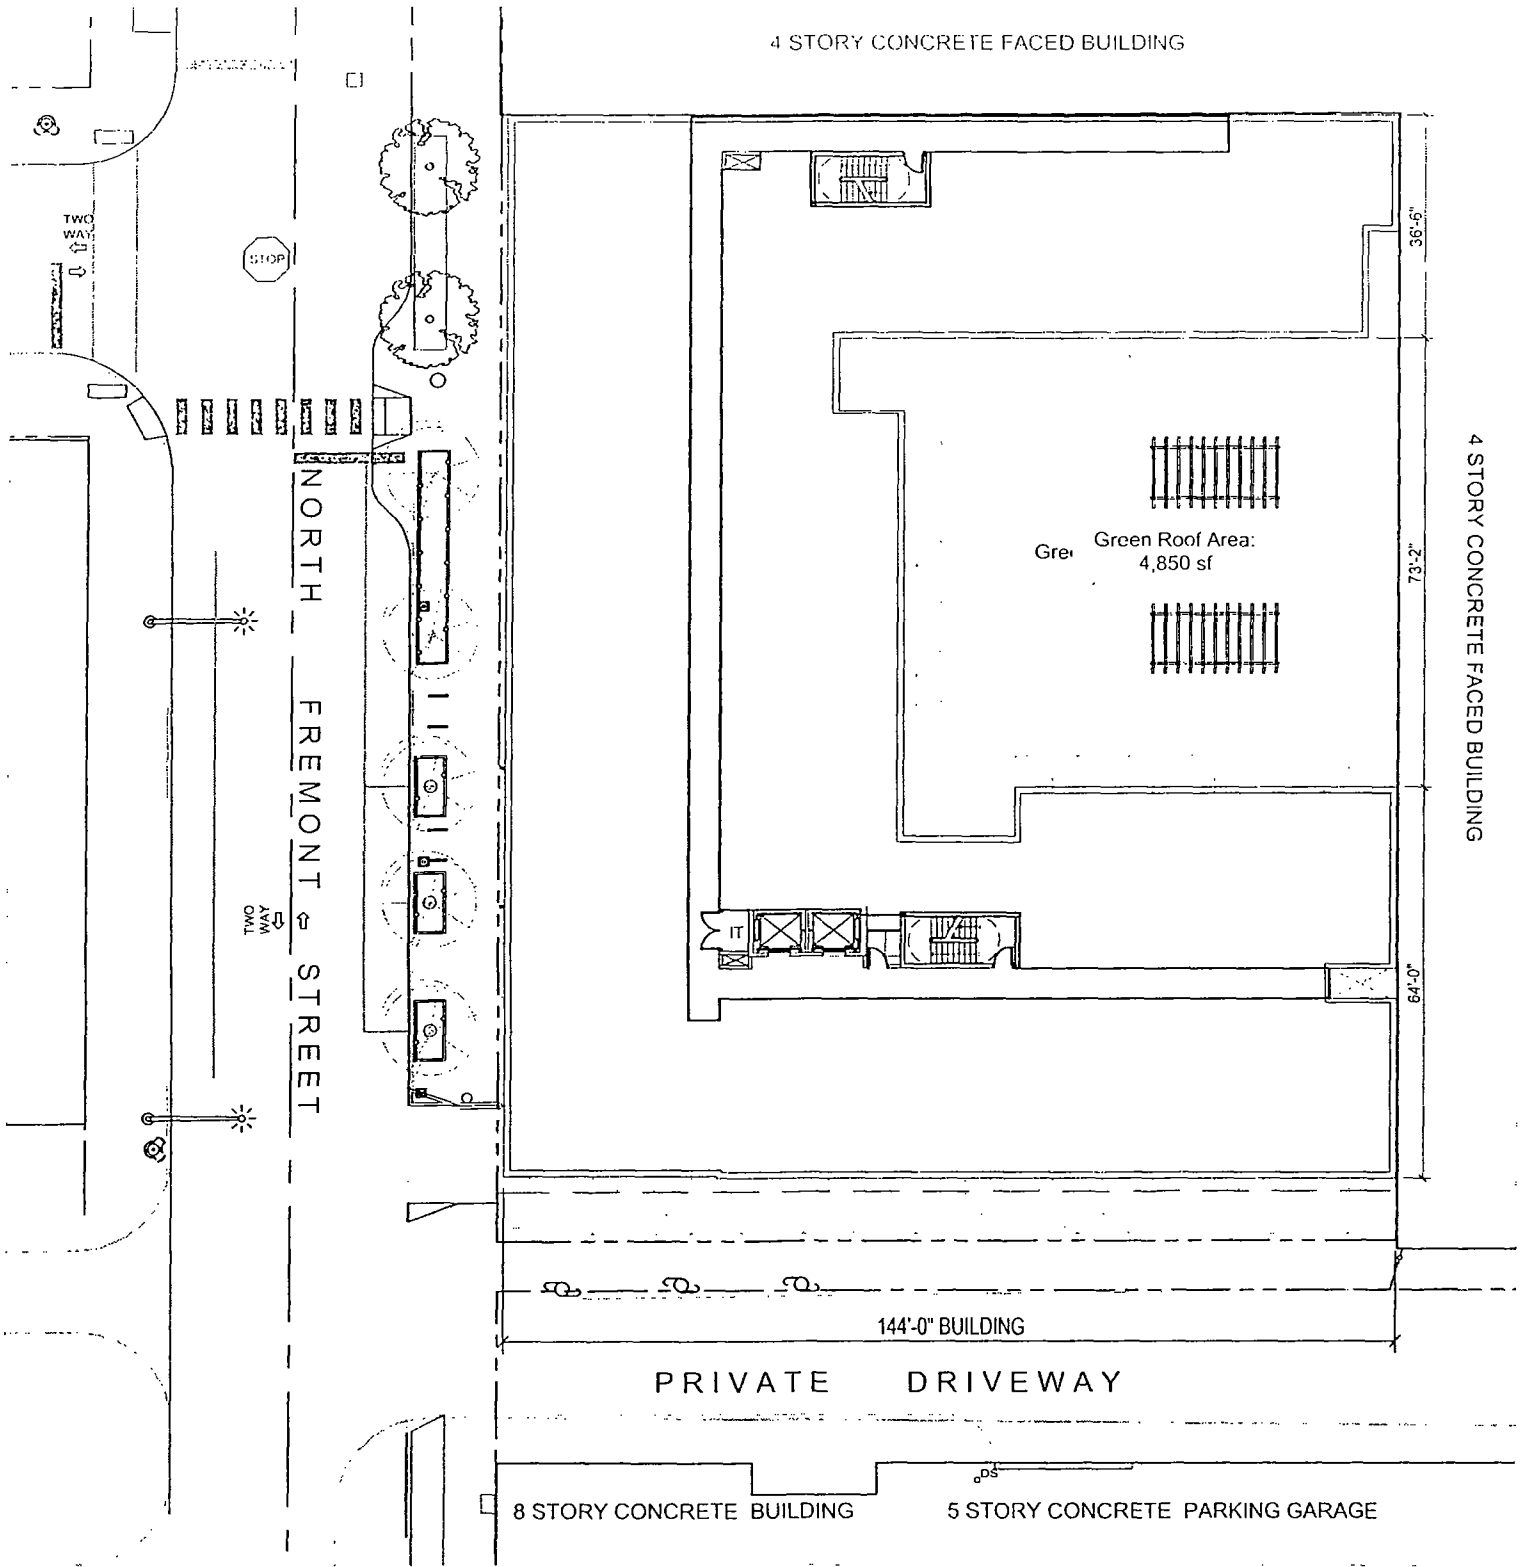 4 STORY CONCRETE FACED BUILDING
TWO
WAY
STOP
36'-6"
NORTH FREMONT STREET
Gre
Green Roof Area:
4,850 sf
73'-2"
4 STORY CONCRETE FACED BUILDING
TWO
WAY
IT
64'-0"
144'-0" BUILDING
PRIVATE DRIVEWAY
DS
8 STORY CONCRETE BUILDING
5 STORY CONCRETE PARKING GARAGE